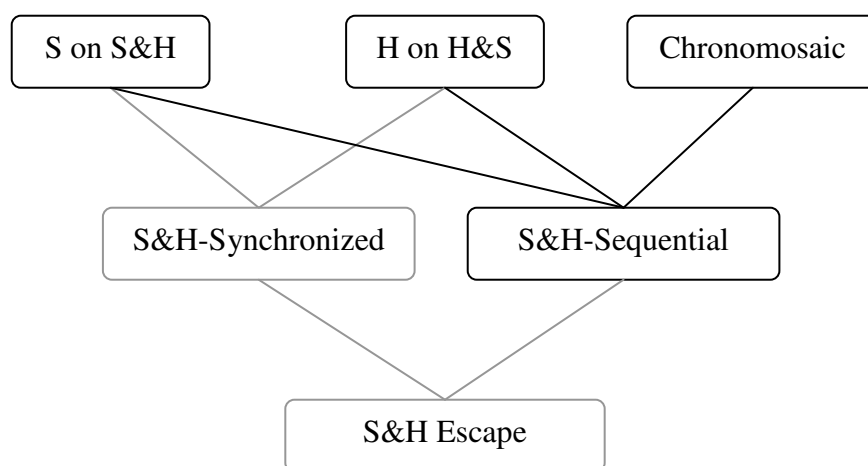 S on S&H
H on H&S
Chronomosaic
S&H-Synchronized
S&H-Sequential
S&H Escape